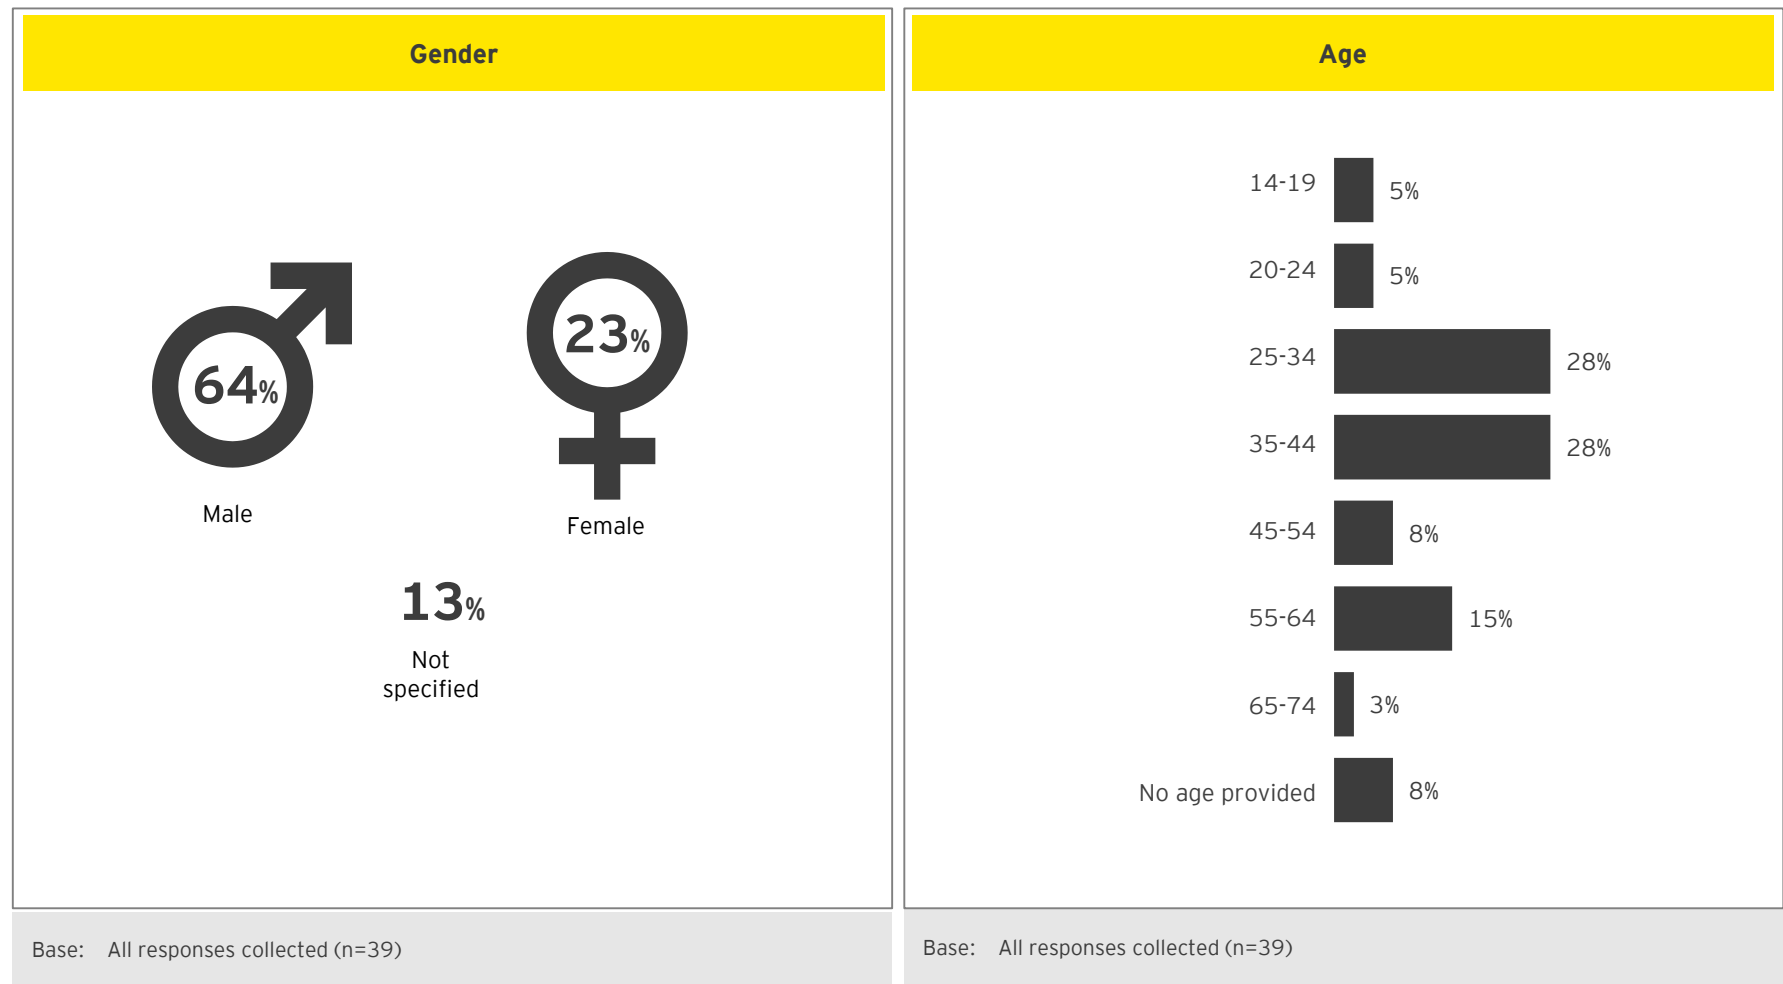 Gender
64%
Male
23%
Female
13%
Not
specified
Base: All responses collected (n=39)
Age
14-19 5%
20-24 5%
25-34 28%
35-44 28%
45-54 8%
55-64 15%
65-74 3%
No age provided 8%
Base: All responses collected (n=39)